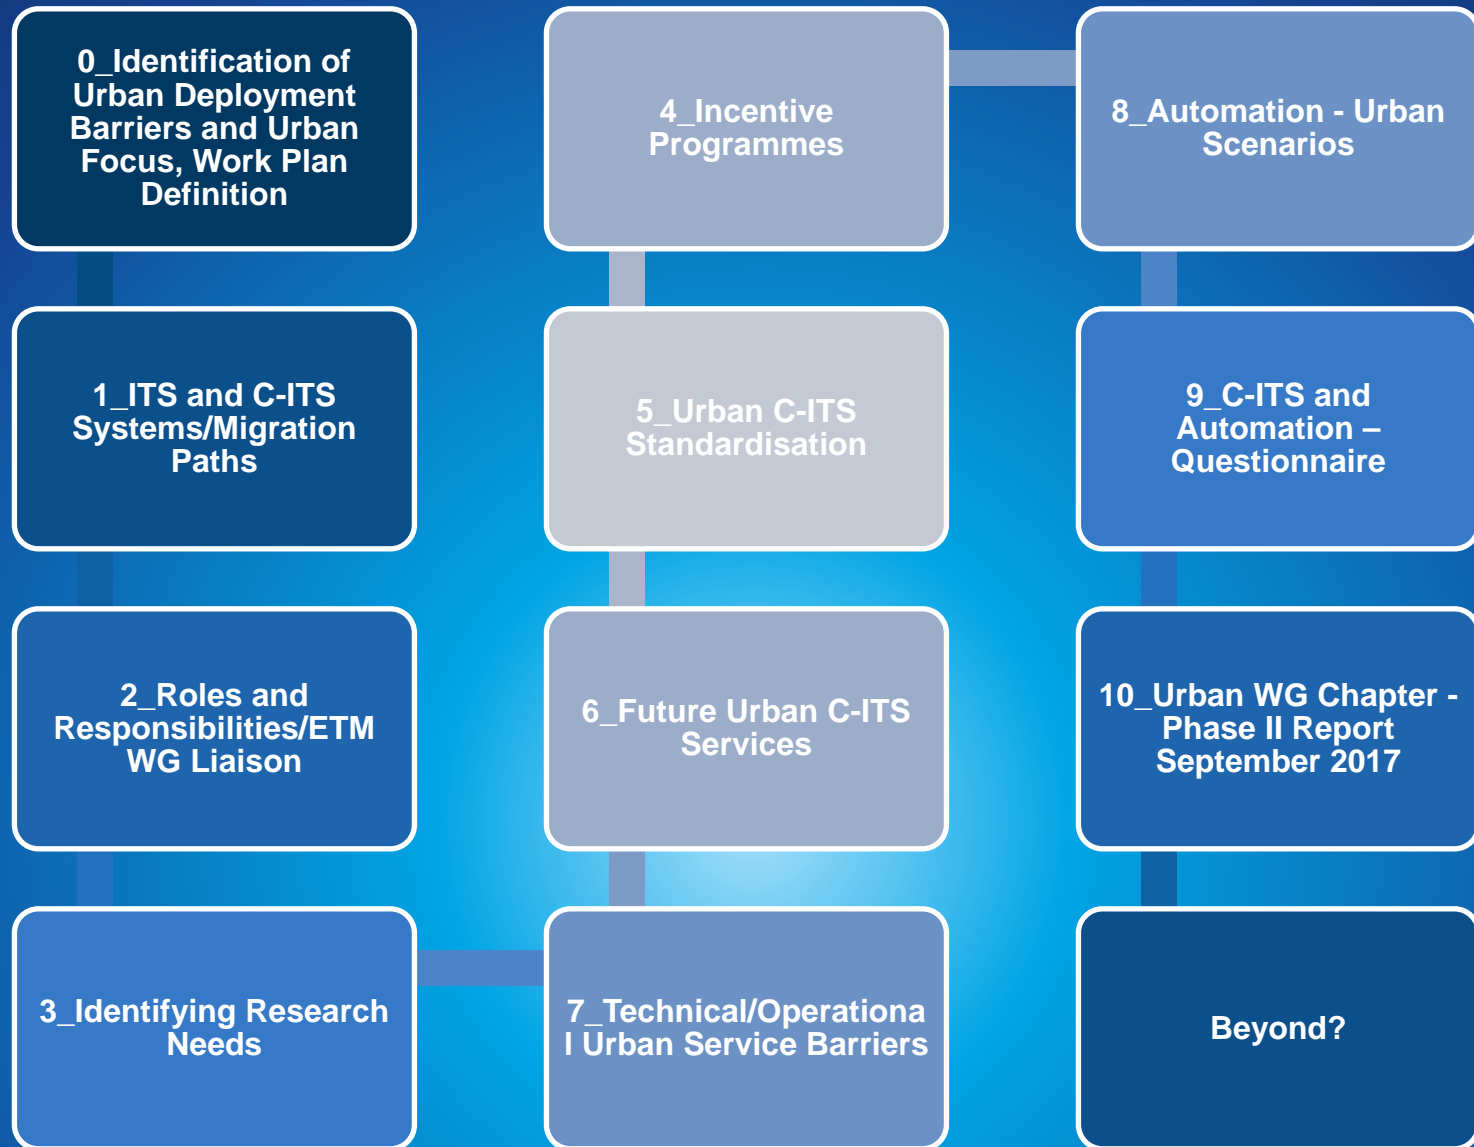 0_Identification of
Urban Deployment
Barriers and Urban
Focus, Work Plan
Definition
1_ITS and C-ITS
Systems/Migration
Paths
2_Roles and
Responsibilities/ETM
WG Liaison
3_Identifying Research
Needs
4_Incentive
Programmes
5_Urban C-ITS
Standardisation
6_Future Urban C-ITS
Services
7_Technical/Operationa
l Urban Service Barriers
8_Automation - Urban
Scenarios
9_C-ITS and
Automation –
Questionnaire
10_Urban WG Chapter -
Phase II Report
September 2017
Beyond?